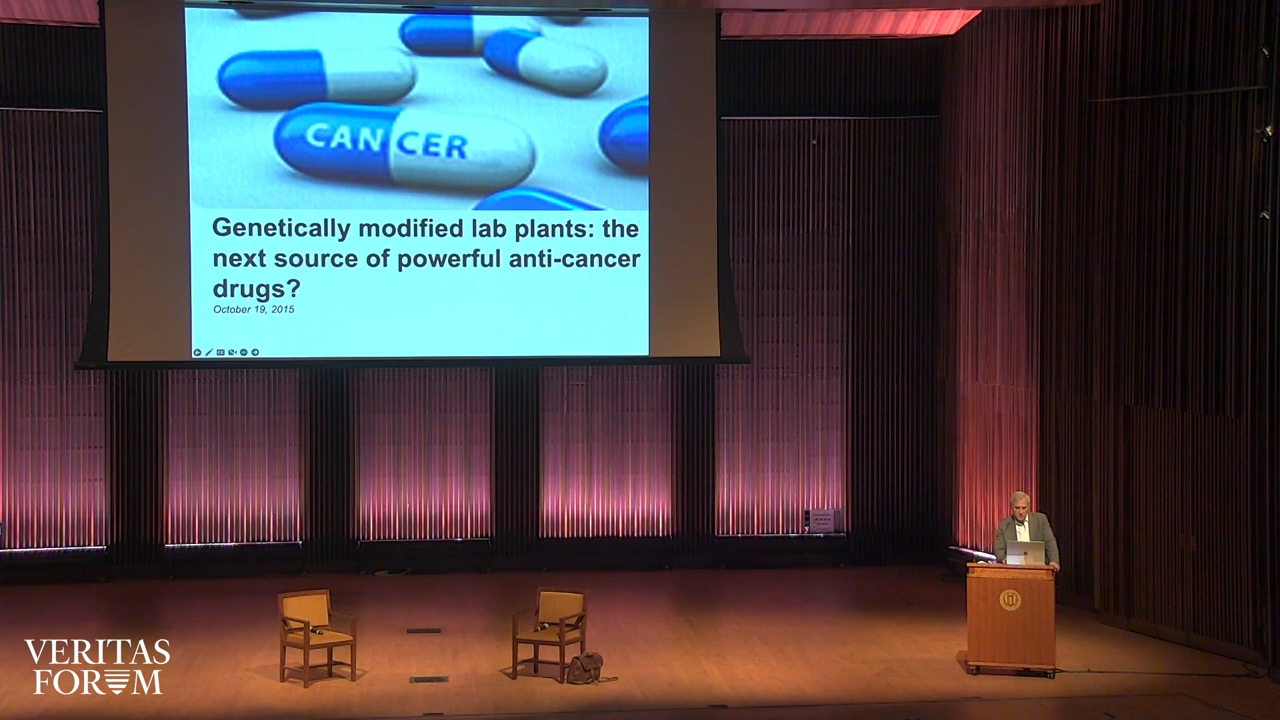 CANCER
Genetically modified lab plants: the
next source of powerful anti-cancer
drugs?
October 19, 2015
VERITAS
FORUM